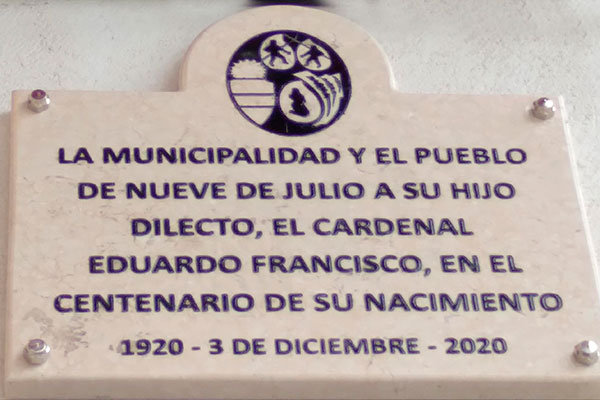 LA MUNICIPALIDAD Y EL PUEBLO
DE NUEVE DE JULIO A SU HIJO
DILECTO, EL CARDENAL
EDUARDO FRANCISCO, EN EL
CENTENARIO DE SU NACIMIENTO
1920 - 3 DE DICIEMBRE - 2020